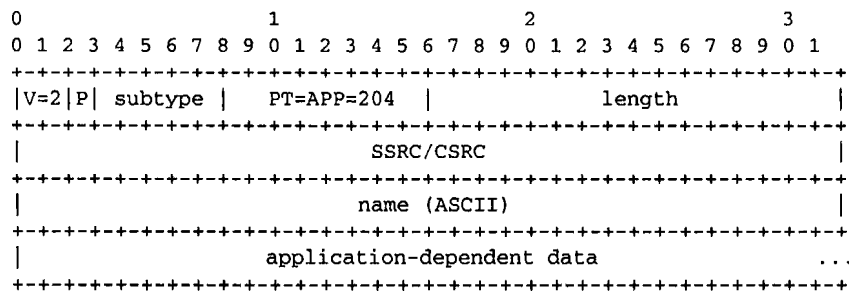 0                   1                   2                   3
0 1 2 3 4 5 6 7 8 9 0 1 2 3 4 5 6 7 8 9 0 1 2 3 4 5 6 7 8 9 0 1
+-+-+-+-+-+-+-+-+-+-+-+-+-+-+-+-+-+-+-+-+-+-+-+-+-+-+-+-+-+-+-+-+
|V=2|P| subtype |   PT=APP=204  |             length            |
+-+-+-+-+-+-+-+-+-+-+-+-+-+-+-+-+-+-+-+-+-+-+-+-+-+-+-+-+-+-+-+-+
|                           SSRC/CSRC                           |
+-+-+-+-+-+-+-+-+-+-+-+-+-+-+-+-+-+-+-+-+-+-+-+-+-+-+-+-+-+-+-+-+
|                          name (ASCII)                         |
+-+-+-+-+-+-+-+-+-+-+-+-+-+-+-+-+-+-+-+-+-+-+-+-+-+-+-+-+-+-+-+-+
|                   application-dependent data                ...
+-+-+-+-+-+-+-+-+-+-+-+-+-+-+-+-+-+-+-+-+-+-+-+-+-+-+-+-+-+-+-+-+